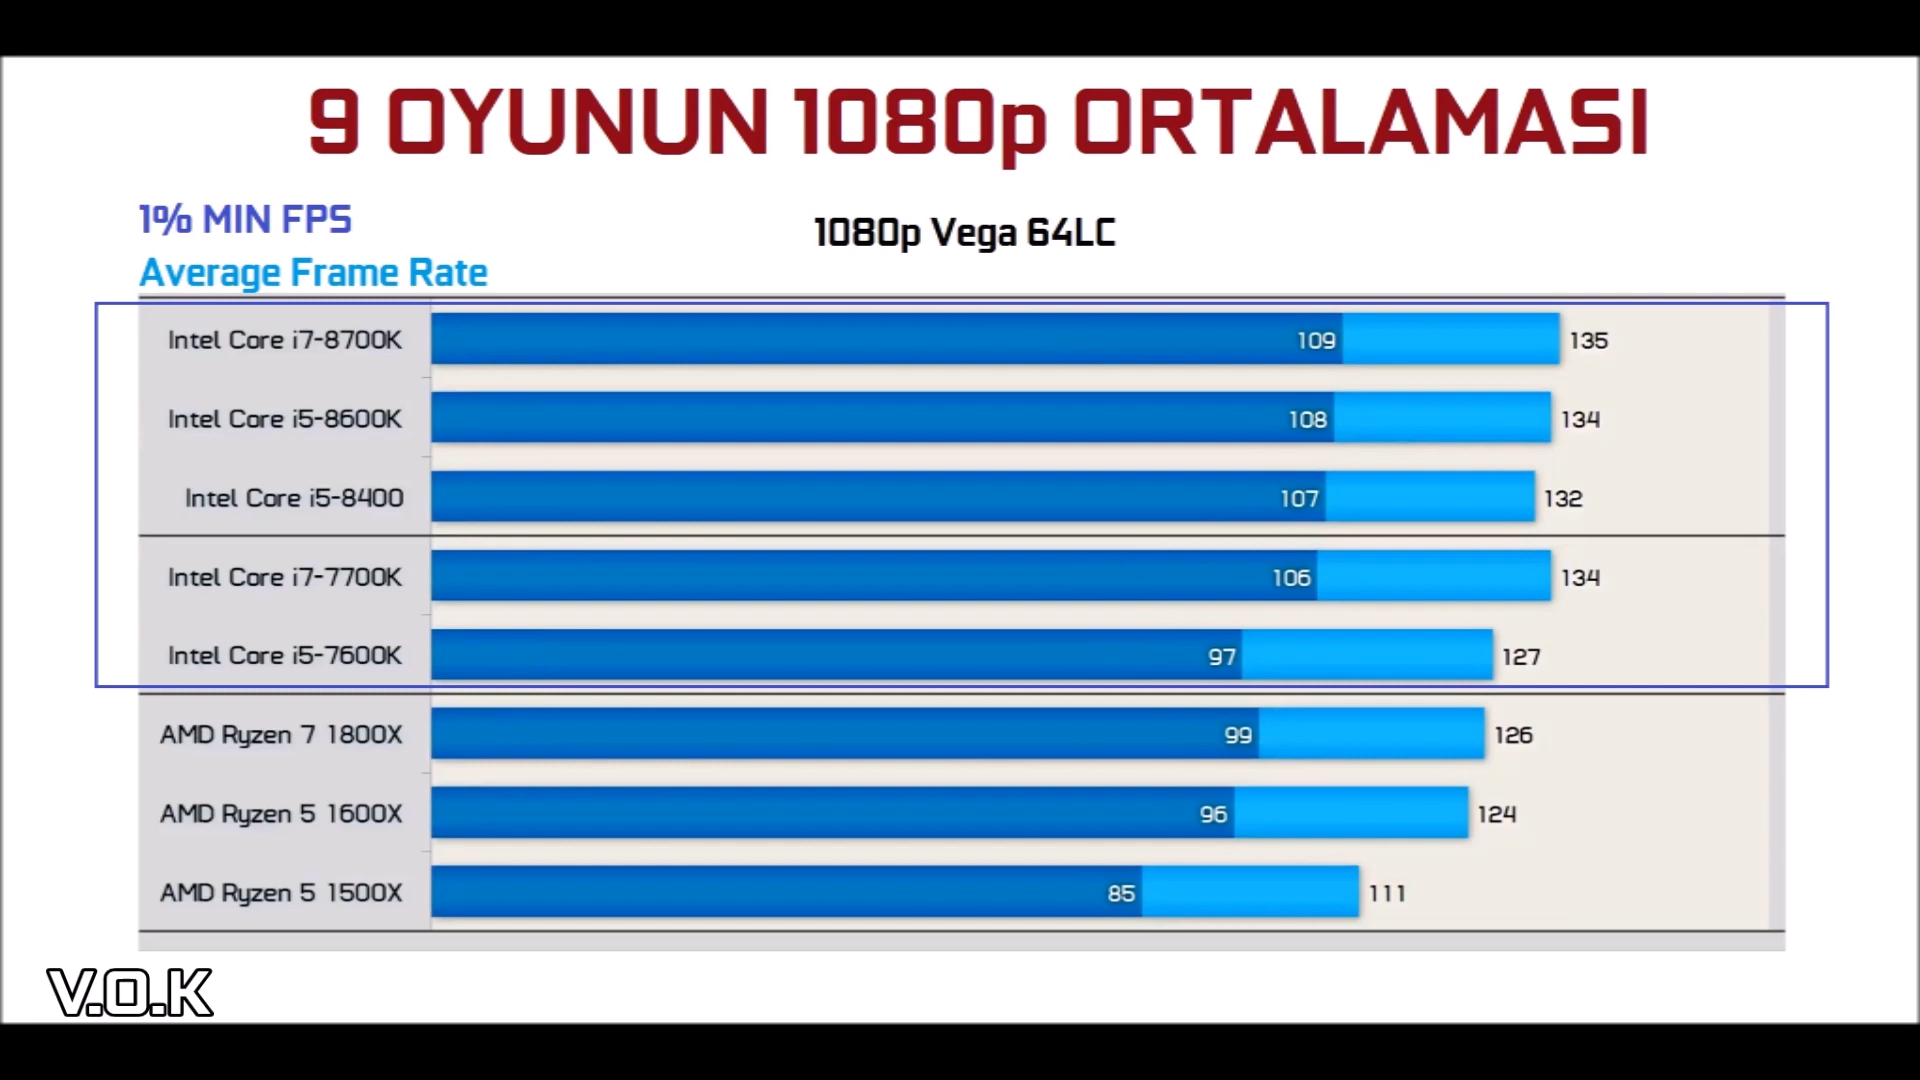 9 OYUNUN 1080p ORTALAMASI
1% MIN FPS
1080p Vega 64LC
Average Frame Rate
Intel Core i7-8700K 109 135
Intel Core i5-8600K 108 134
Intel Core i5-8400 107 132
Intel Core i7-7700K 106 134
Intel Core i5-7600K 97 127
AMD Ryzen 7 1800X 99 126
AMD Ryzen 5 1600X 96 124
AMD Ryzen 5 1500X 85 111
V.O.K